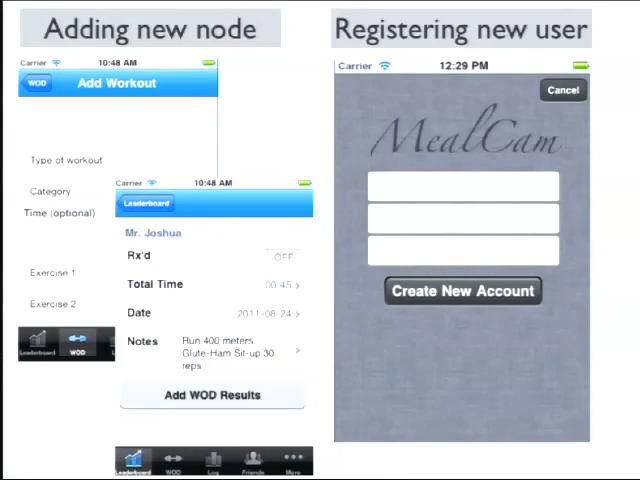 Adding new node
Registering new user
Carrier 10:48 AM
WOD Add Workout
Type of workout
Category
Time (optional)
Exercise 1
Exercise 2
Leaderboard WOD
Carrier 10:48 AM
Leaderboard
Mr. Joshua
Rx'd OFF
Total Time 00:45
Date 2011-08-24
Notes Run 400 meters
Glute-Ham Sit-up 30
reps
Add WOD Results
Leaderboard WOD Log Friends More
Carrier 12:29 PM
Cancel
MealCam
Create New Account